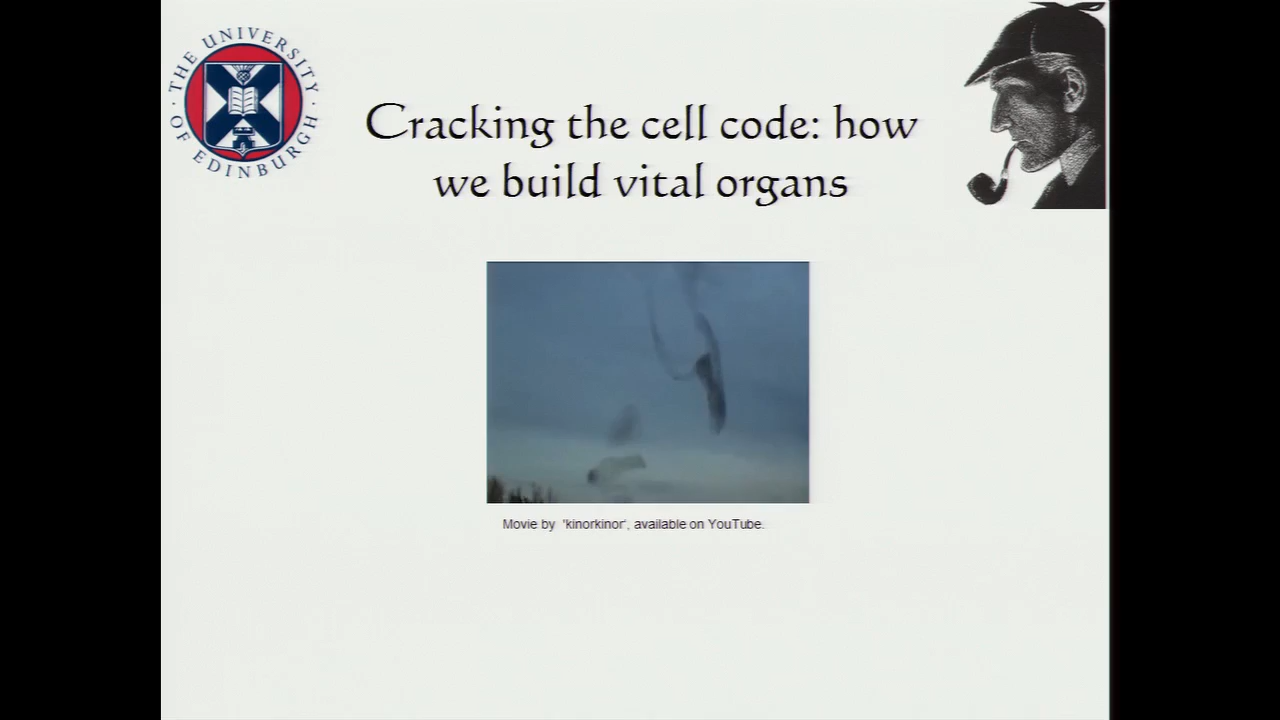 THE UNIVERSITY OF EDINBURGH
Cracking the cell code: how
we build vital organs
Movie by 'kinorkinor', available on YouTube.